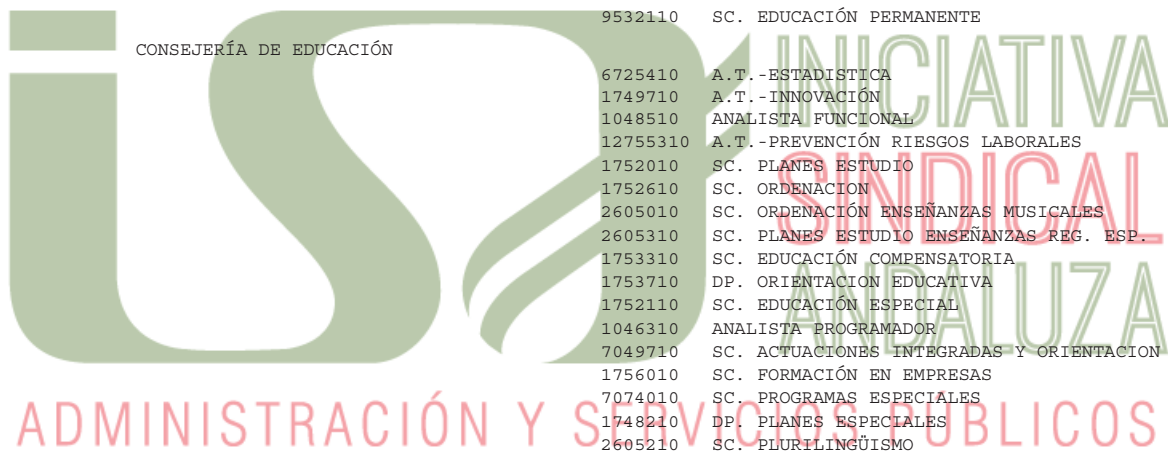 9532110 SC. EDUCACIÓN PERMANENTE
CONSEJERÍA DE EDUCACIÓN
6725410 A.T.-ESTADISTICA
1749710 A.T.-INNOVACIÓN
1048510 ANALISTA FUNCIONAL
12755310 A.T.-PREVENCIÓN RIESGOS LABORALES
1752010 SC. PLANES ESTUDIO
1752610 SC. ORDENACION
2605010 SC. ORDENACIÓN ENSEÑANZAS MUSICALES
2605310 SC. PLANES ESTUDIO ENSEÑANZAS REG. ESP.
1753310 SC. EDUCACIÓN COMPENSATORIA
1753710 DP. ORIENTACION EDUCATIVA
1752110 SC. EDUCACIÓN ESPECIAL
1046310 ANALISTA PROGRAMADOR
7049710 SC. ACTUACIONES INTEGRADAS Y ORIENTACION
1756010 SC. FORMACIÓN EN EMPRESAS
7074010 SC. PROGRAMAS ESPECIALES
1748210 DP. PLANES ESPECIALES
2605210 SC. PLURILINGÜISMO
isa
INICIATIVA
SINDICAL
ANDALUZA
ADMINISTRACIÓN Y SERVICIOS PÚBLICOS